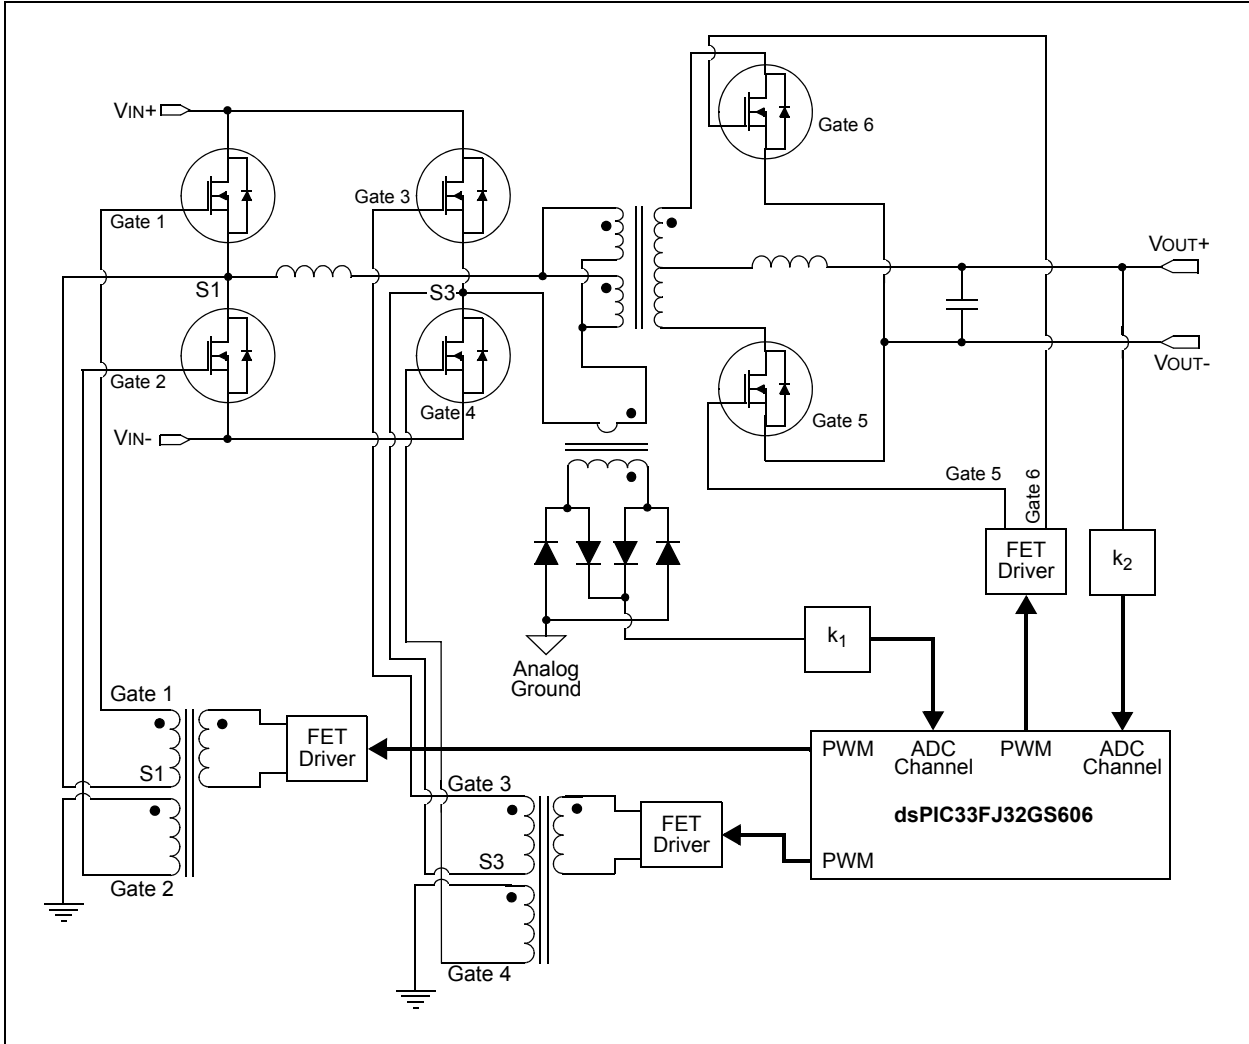 VIN+
Gate 1
S1
Gate 2
VIN-
Gate 3
S3
Gate 4
Gate 6
VOUT+
VOUT-
Gate 5
Gate 5
Gate 6
FET
Driver
k2
k1
Analog
Ground
Gate 1
S1
Gate 2
FET
Driver
Gate 3
S3
Gate 4
FET
Driver
PWM
ADC
Channel
PWM
ADC
Channel
dsPIC33FJ32GS606
PWM